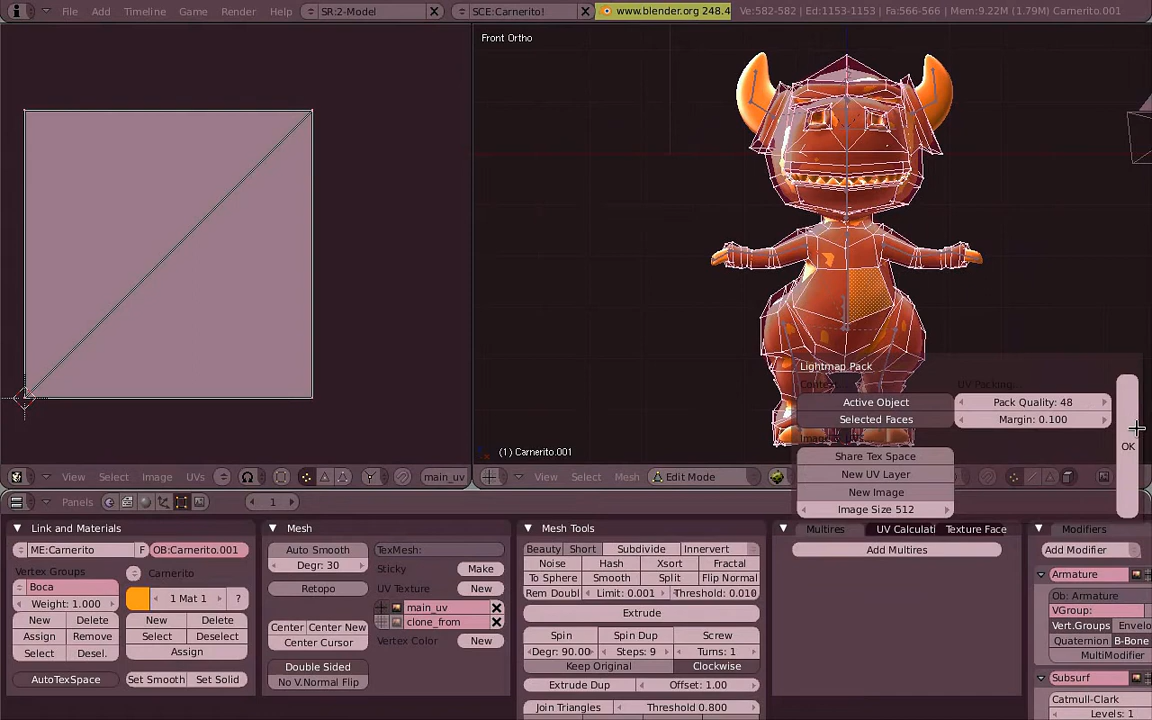 File Add Timeline Game Render Help SR:2-Model SCE:Carnerito! www.blender.org 248.4 Ve:582-582 | Ed:1153-1153 | Fa:566-566 | Mem:9.22M (1.79M) Carnerito.001
Front Ortho
Lightmap Pack
UV Packing...
Active Object
Pack Quality: 48
Selected Faces
Margin: 0.100
OK
Share Tex Space
New UV Layer
New Image
Image Size 512
(1) Carnerito.001
View Select Image UVs main_uv
View Select Mesh Edit Mode
Panels 1
Link and Materials
ME:Carnerito F OB:Carnerito.001
Vertex Groups
Boca
Weight: 1.000
New Delete
Assign Remove
Select Desel.
AutoTexSpace
Carnerito
1 Mat 1 ?
New Delete
Select Deselect
Assign
Set Smooth Set Solid
Mesh
Auto Smooth
Degr: 30
Retopo
Center Center New
Center Cursor
Double Sided
No V.Normal Flip
TexMesh:
Sticky Make
UV Texture New
main_uv
clone_from
Vertex Color New
Mesh Tools
Beauty Short Subdivide Innervert
Noise Hash Xsort Fractal
To Sphere Smooth Split Flip Normal
Rem Doubl Limit: 0.001 Threshold: 0.010
Extrude
Spin Spin Dup Screw
Degr: 90.00 Steps: 9 Turns: 1
Keep Original Clockwise
Extrude Dup Offset: 1.00
Join Triangles Threshold 0.800
Multires UV Calculati Texture Face
Add Multires
Modifiers
Add Modifier
Armature
Ob: Armature
VGroup:
Vert.Groups Envelo
Quaternion B-Bone
MultiModifier
Subsurf
Catmull-Clark
Levels: 1